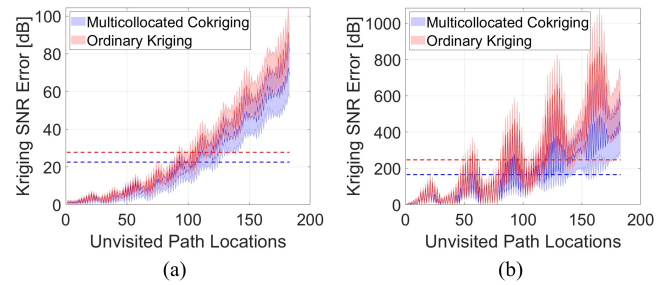 Kriging SNR Error [dB]
100
80
60
40
20
0
Multicollocated Cokriging
Ordinary Kriging
0
50
100
150
200
Unvisited Path Locations
(a)
Kriging SNR Error [dB]
1000
800
600
400
200
0
Multicollocated Cokriging
Ordinary Kriging
0
50
100
150
200
Unvisited Path Locations
(b)